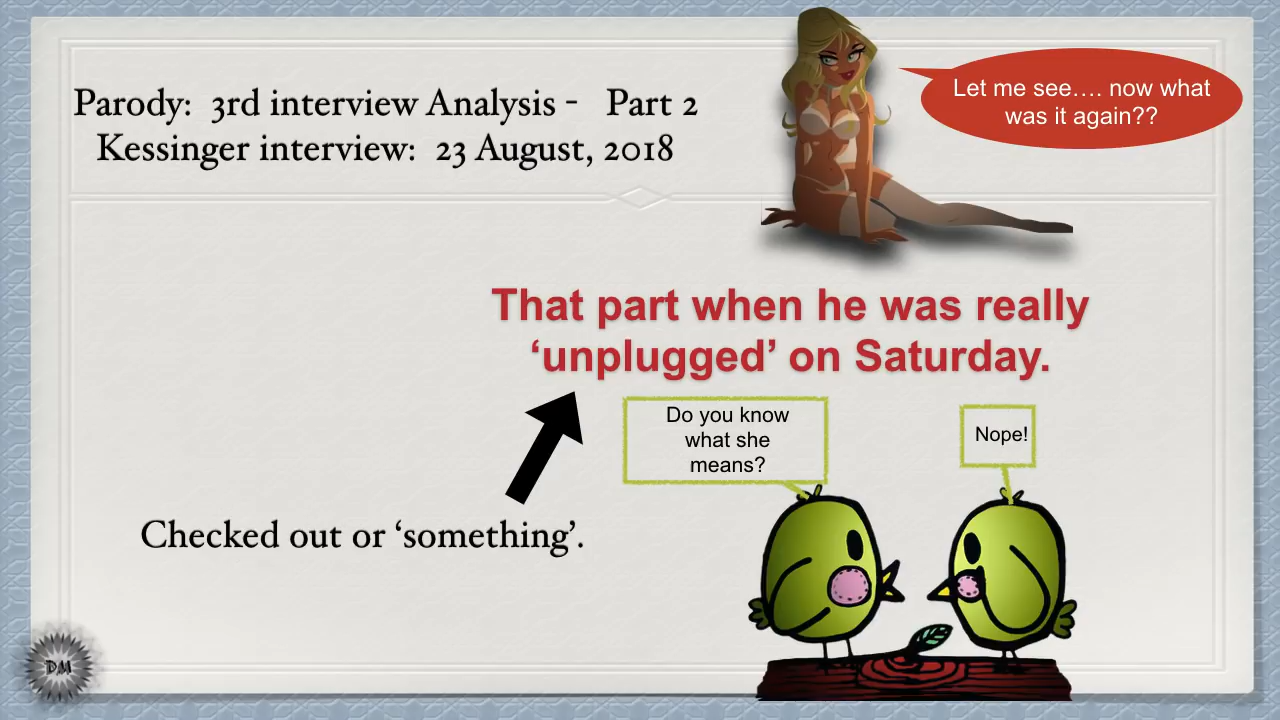 Parody:  3rd interview Analysis -   Part 2
Kessinger interview:  23 August, 2018
Let me see…. now what
was it again??
That part when he was really
‘unplugged’ on Saturday.
Do you know
what she
means?
Nope!
Checked out or ‘something’.
DM